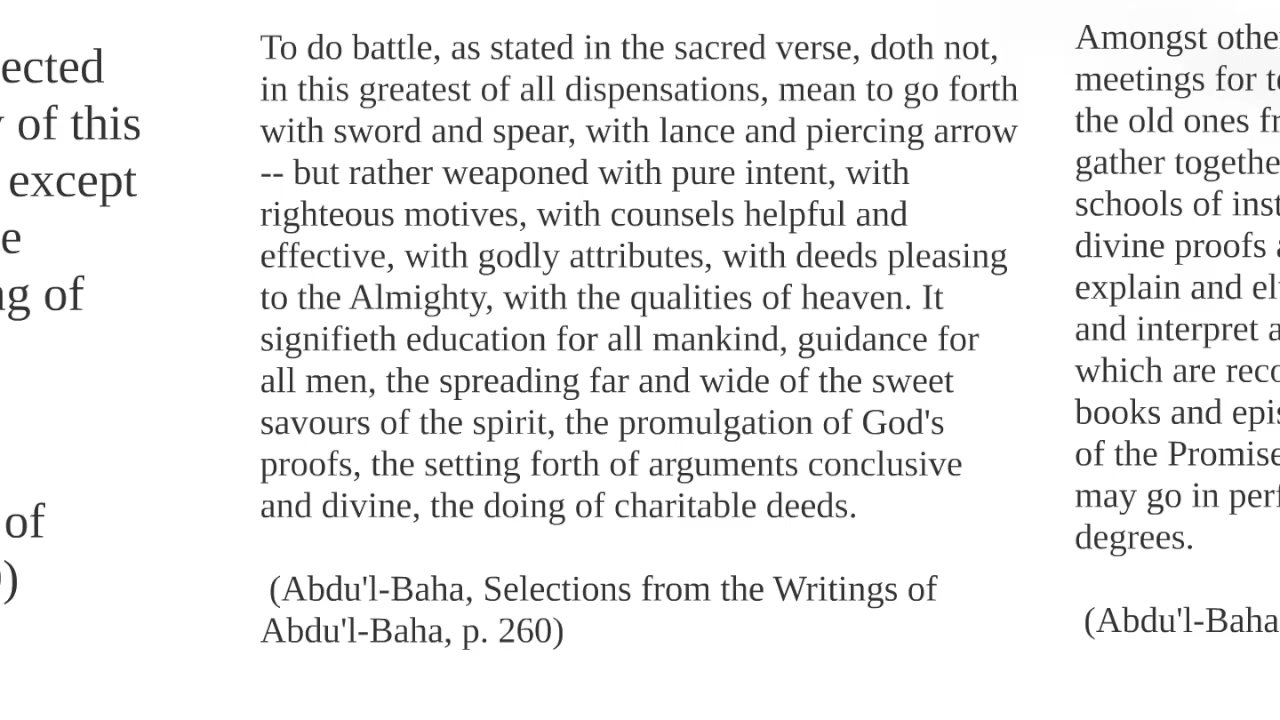 ected
of this
except
of
of
To do battle, as stated in the sacred verse, doth not,
in this greatest of all dispensations, mean to go forth
with sword and spear, with lance and piercing arrow
-- but rather weaponed with pure intent, with
righteous motives, with counsels helpful and
effective, with godly attributes, with deeds pleasing
to the Almighty, with the qualities of heaven. It
signifieth education for all mankind, guidance for
all men, the spreading far and wide of the sweet
savours of the spirit, the promulgation of God's
proofs, the setting forth of arguments conclusive
and divine, the doing of charitable deeds.
(Abdu'l-Baha, Selections from the Writings of
Abdu'l-Baha, p. 260)
Amongst othe
meetings for t
the old ones fr
gather togethe
schools of inst
divine proofs
explain and el
and interpret a
which are reco
books and epis
of the Promise
may go in perf
degrees.
(Abdu'l-Baha